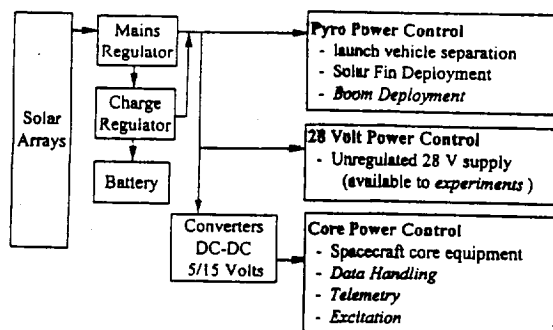 Solar
Arrays
Mains
Regulator
Charge
Regulator
Battery
Converters
DC-DC
5/15 Volts
Pyro Power Control
- launch vehicle separation
- Solar Fin Deployment
- Boom Deployment
28 Volt Power Control
- Unregulated 28 V supply
(available to experiments)
Core Power Control
- Spacecraft core equipment
- Data Handling
- Telemetry
- Excitation